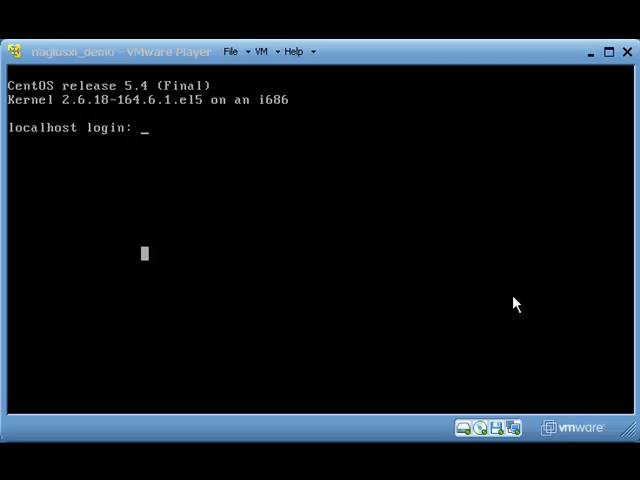 nagiosxi_demo - VMware Player File VM Help
CentOS release 5.4 (Final)
Kernel 2.6.18-164.6.1.el5 on an i686
localhost login: _
vmware